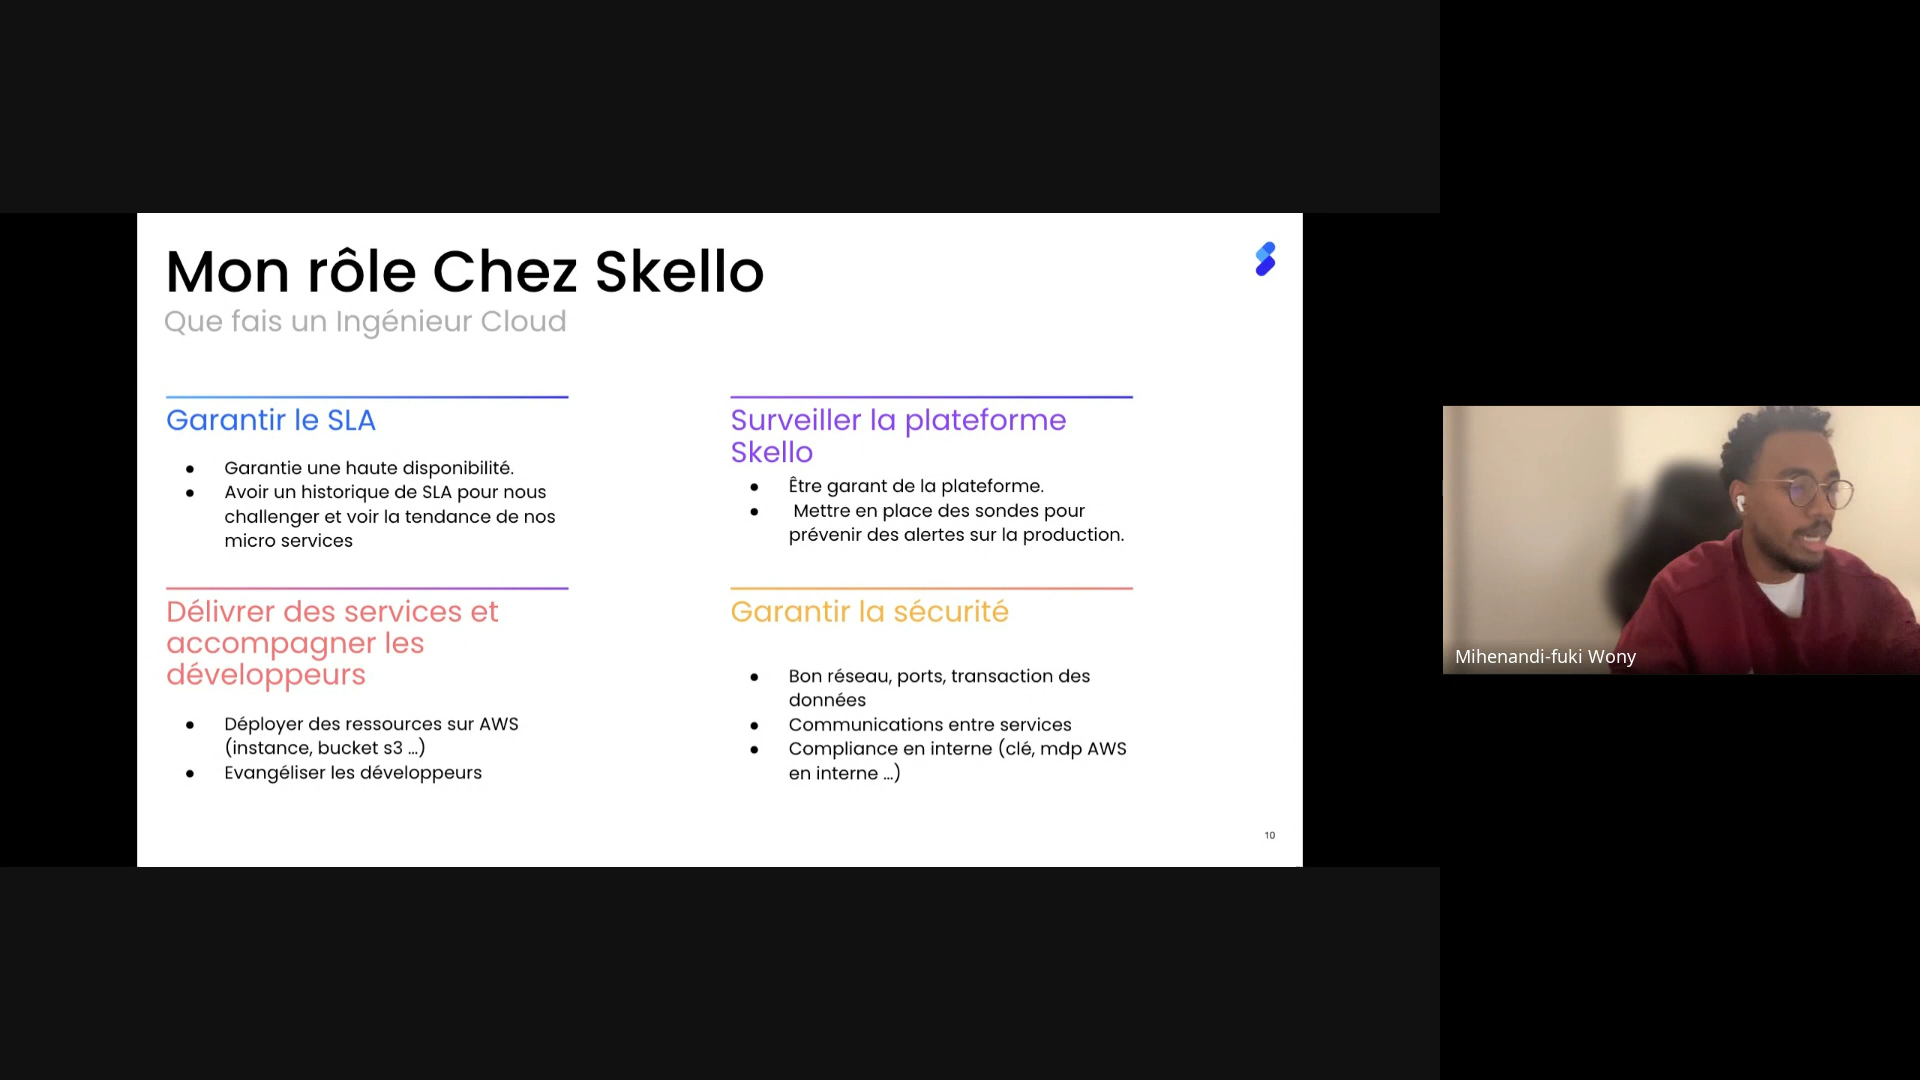 Mon rôle Chez Skello
Que fais un Ingénieur Cloud
Garantir le SLA
● Garantie une haute disponibilité.
● Avoir un historique de SLA pour nous
challenger et voir la tendance de nos
micro services
Surveiller la plateforme
Skello
● Être garant de la plateforme.
● Mettre en place des sondes pour
prévenir des alertes sur la production.
Délivrer des services et
accompagner les
développeurs
● Déployer des ressources sur AWS
(instance, bucket s3 ...)
● Evangéliser les développeurs
Garantir la sécurité
● Bon réseau, ports, transaction des
données
● Communications entre services
● Compliance en interne (clé, mdp AWS
en interne ...)
10
Mihenandi-fuki Wony